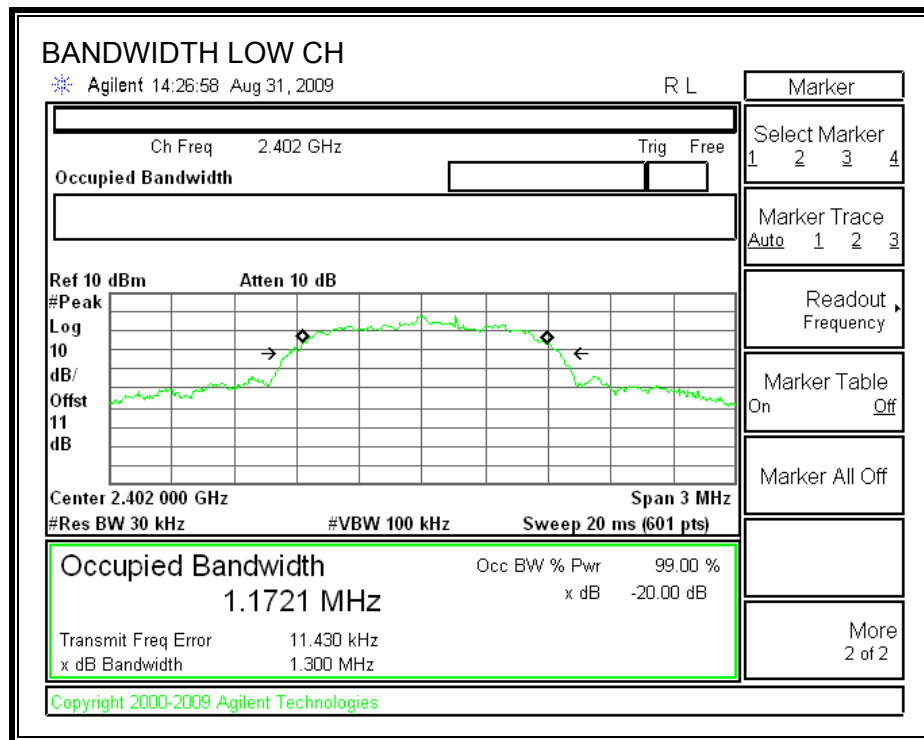 BANDWIDTH LOW CH
Agilent 14:26:58 Aug 31, 2009 R L
Ch Freq 2.402 GHz Trig Free
Occupied Bandwidth
Ref 10 dBm Atten 10 dB
#Peak
Log
10
dB/
Offst
11
dB
Center 2.402 000 GHz Span 3 MHz
#Res BW 30 kHz #VBW 100 kHz Sweep 20 ms (601 pts)
Occupied Bandwidth
1.1721 MHz
Occ BW % Pwr 99.00 %
x dB -20.00 dB
Transmit Freq Error 11.430 kHz
x dB Bandwidth 1.300 MHz
Copyright 2000-2009 Agilent Technologies
Marker
Select Marker
1 2 3 4
Marker Trace
Auto 1 2 3
Readout
Frequency
Marker Table
On Off
Marker All Off
More
2 of 2